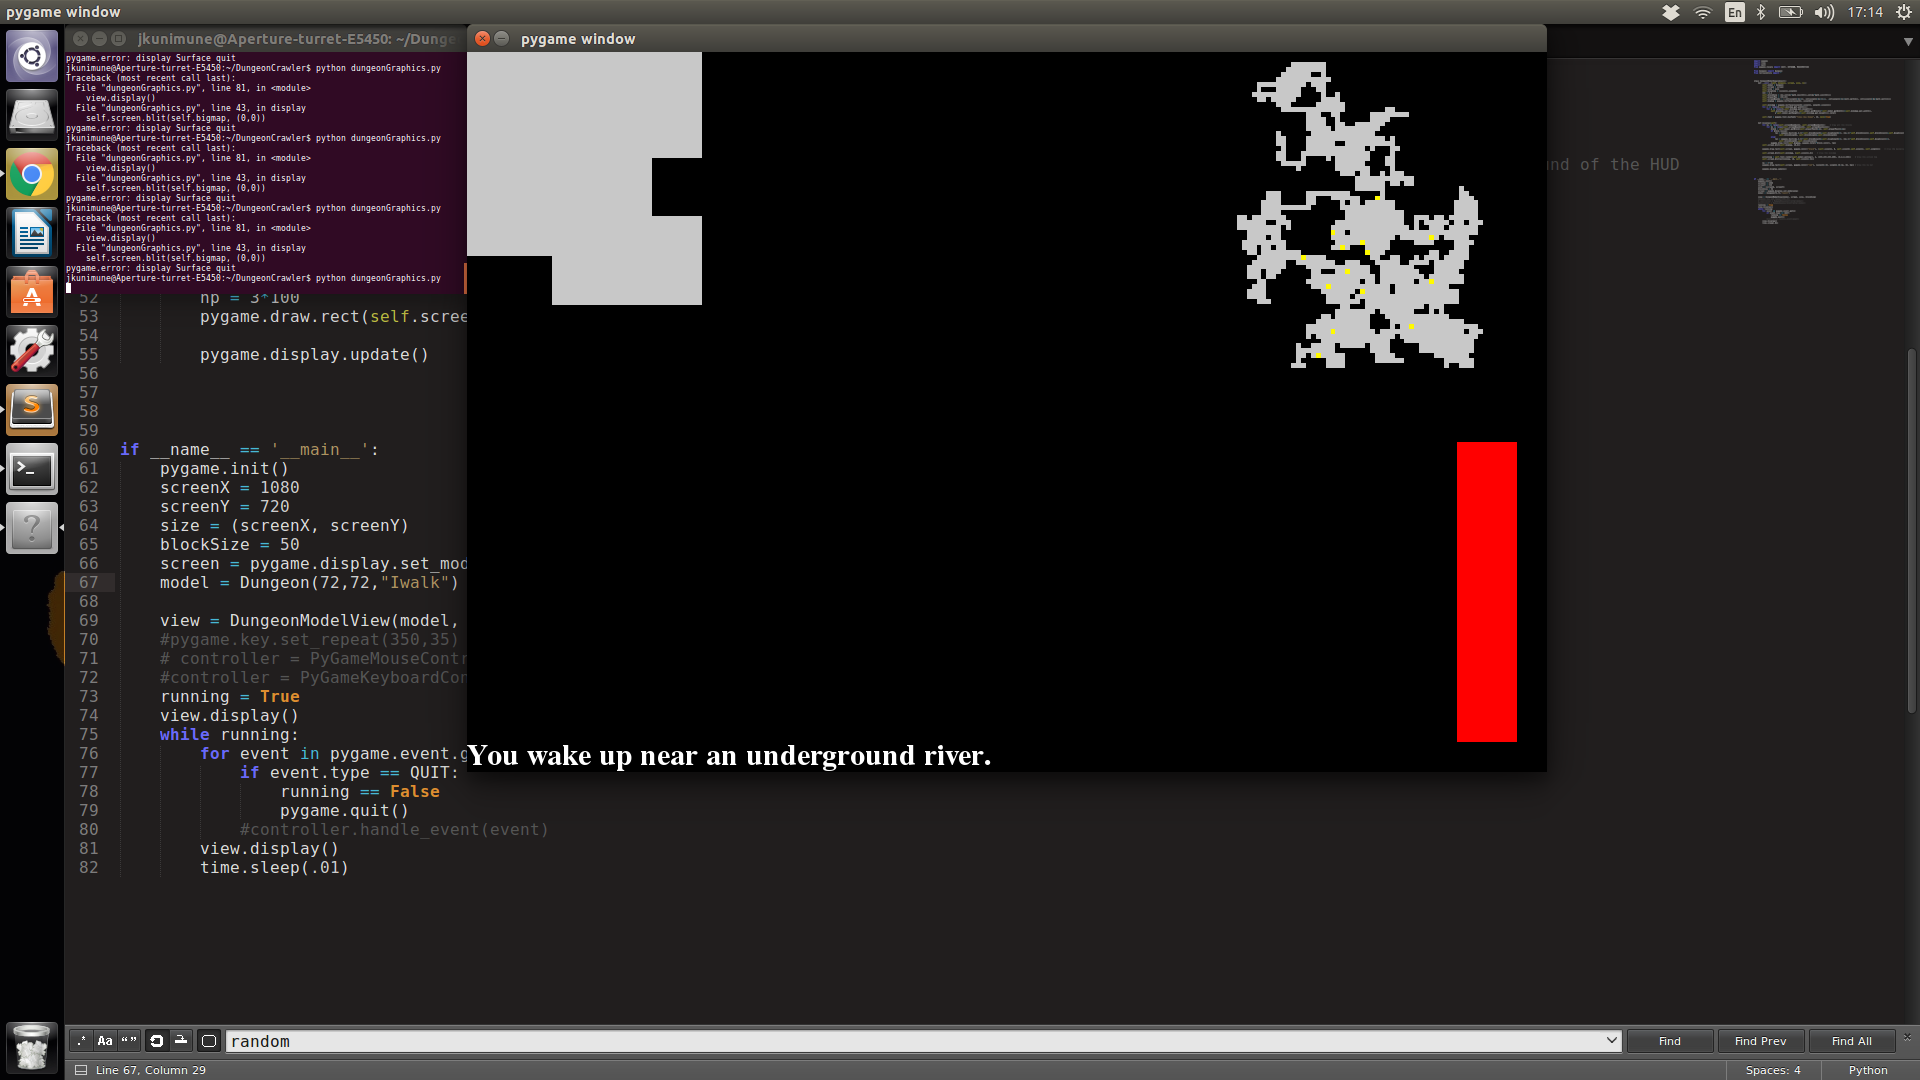 pygame window
En
17:14
jkunimune@Aperture-turret-E5450: ~/Dunge
pygame window
pygame.error: display Surface quit
jkunimune@Aperture-turret-E5450:~/DungeonCrawler$ python dungeonGraphics.py
Traceback (most recent call last):
File "dungeonGraphics.py", line 81, in <module>
view.display()
File "dungeonGraphics.py", line 43, in display
self.screen.blit(self.bigmap, (0,0))
pygame.error: display Surface quit
jkunimune@Aperture-turret-E5450:~/DungeonCrawler$ python dungeonGraphics.py
Traceback (most recent call last):
File "dungeonGraphics.py", line 81, in <module>
view.display()
File "dungeonGraphics.py", line 43, in display
self.screen.blit(self.bigmap, (0,0))
pygame.error: display Surface quit
jkunimune@Aperture-turret-E5450:~/DungeonCrawler$ python dungeonGraphics.py
Traceback (most recent call last):
File "dungeonGraphics.py", line 81, in <module>
view.display()
File "dungeonGraphics.py", line 43, in display
self.screen.blit(self.bigmap, (0,0))
pygame.error: display Surface quit
jkunimune@Aperture-turret-E5450:~/DungeonCrawler$ python dungeonGraphics.py
of the HUD
52 hp = 3*100
53 pygame.draw.rect(self.scree
54
55 pygame.display.update()
56
57
58
59
60 if __name__ == '__main__':
61 pygame.init()
62 screenX = 1080
63 screenY = 720
64 size = (screenX, screenY)
65 blockSize = 50
66 screen = pygame.display.set_mod
67 model = Dungeon(72,72,"Iwalk")
68
69 view = DungeonModelView(model,
70 #pygame.key.set_repeat(350,35)
71 # controller = PyGameMouseContr
72 #controller = PyGameKeyboardCon
73 running = True
74 view.display()
75 while running:
76 for event in pygame.event.g
77 if event.type == QUIT:
78 running == False
79 pygame.quit()
80 #controller.handle_event(event)
81 view.display()
82 time.sleep(.01)
You wake up near an underground river.
.* Aa “”
random
Find
Find Prev
Find All
Line 67, Column 29
Spaces: 4
Python